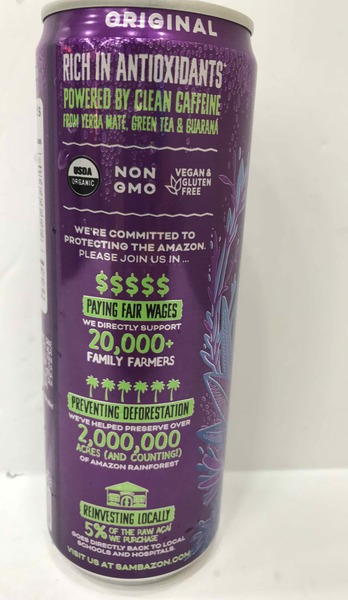 ORIGINAL
RICH IN ANTIOXIDANTS*
POWERED BY CLEAN CAFFEINE
FROM YERBA MATE, GREEN TEA & GUARANÁ
USDA
ORGANIC
NON
GMO
VEGAN &
GLUTEN
FREE
WE'RE COMMITTED TO
PROTECTING THE AMAZON.
PLEASE JOIN US IN ...
$$$$$
PAYING FAIR WAGES
WE DIRECTLY SUPPORT
20,000+
FAMILY FARMERS
PREVENTING DEFORESTATION
WE'VE HELPED PRESERVE OVER
2,000,000
ACRES (AND COUNTING!)
OF AMAZON RAINFOREST
REINVESTING LOCALLY
5% OF THE RAW AÇAÍ
WE PURCHASE
GOES DIRECTLY BACK TO LOCAL
SCHOOLS AND HOSPITALS.
VISIT US AT SAMBAZON.COM